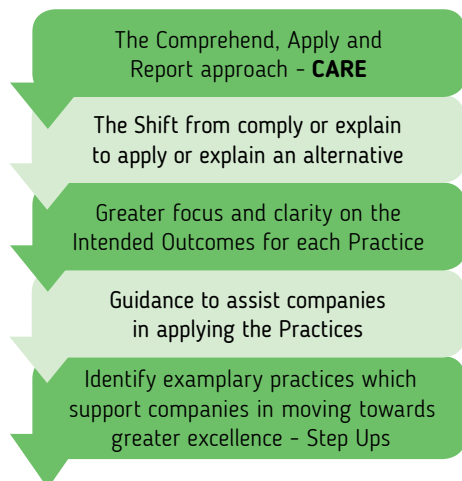 The Comprehend, Apply and
Report approach - CARE
The Shift from comply or explain
to apply or explain an alternative
Greater focus and clarity on the
Intended Outcomes for each Practice
Guidance to assist companies
in applying the Practices
Identify examplary practices which
support companies in moving towards
greater excellence - Step Ups